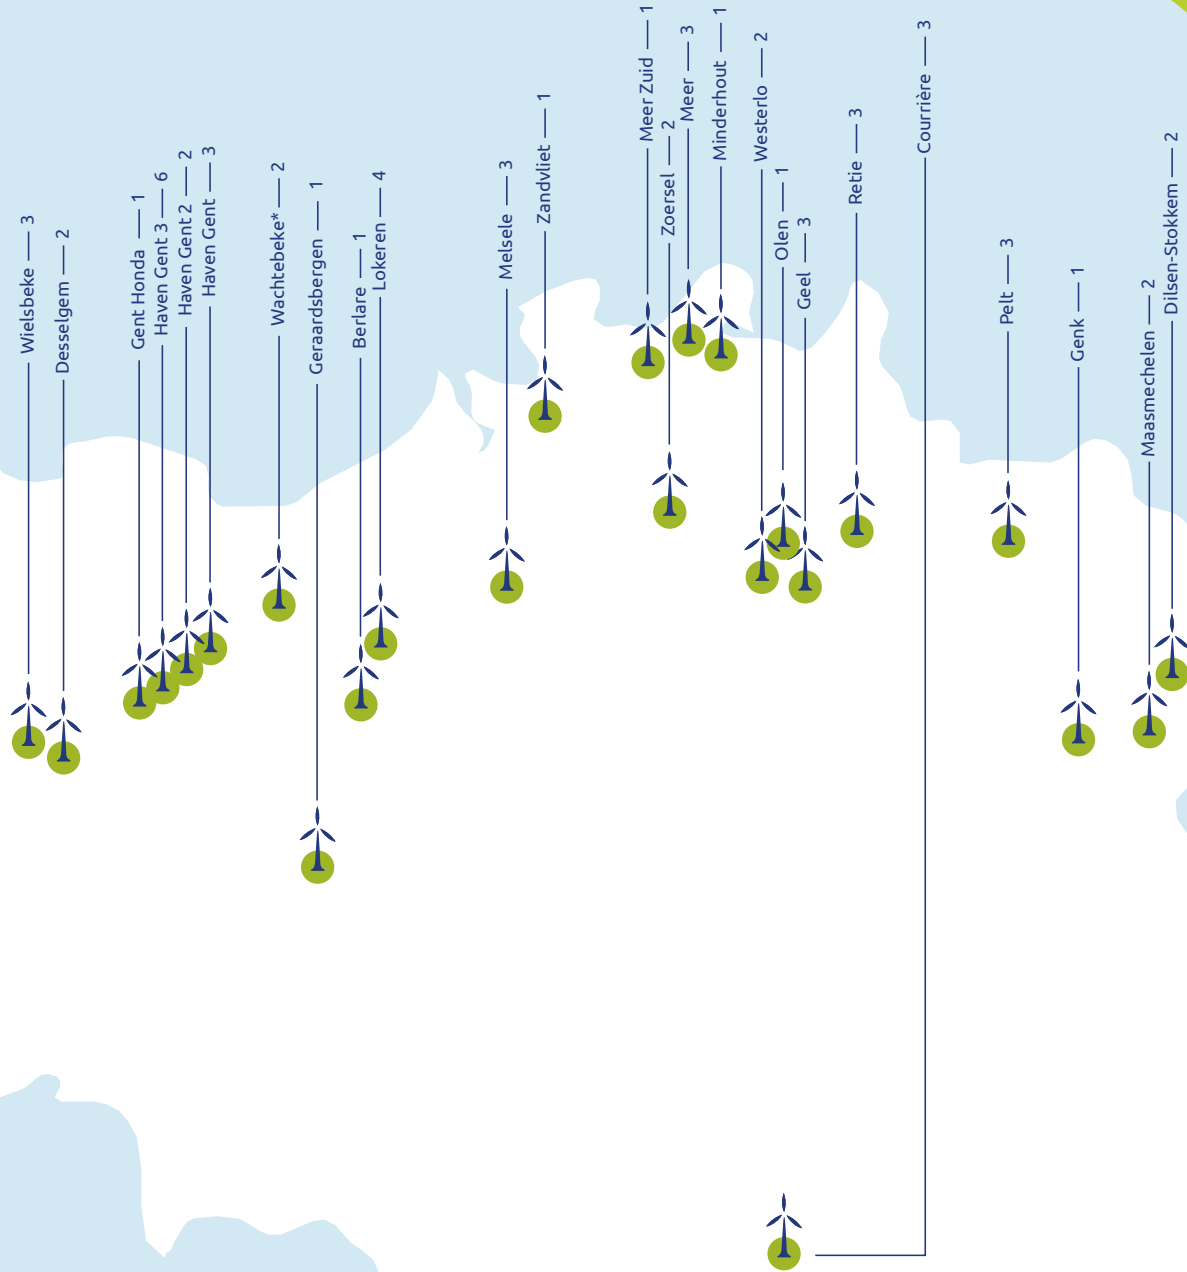 Wielsbeke — 3
Desselgem — 2
Gent Honda — 1
Haven Gent 3 — 6
Haven Gent 2 — 2
Haven Gent — 3
Wachtebeke* — 2
Geraardsbergen — 1
Berlare — 1
Lokeren — 4
Melsele — 3
Zandvliet — 1
Meer Zuid — 1
Zoersel — 2
Meer — 3
Minderhout — 1
Westerlo — 2
Olen — 1
Geel — 3
Retie — 3
Courrière — 3
Pelt — 3
Genk — 1
Maasmechelen — 2
Dilsen-Stokkem — 2